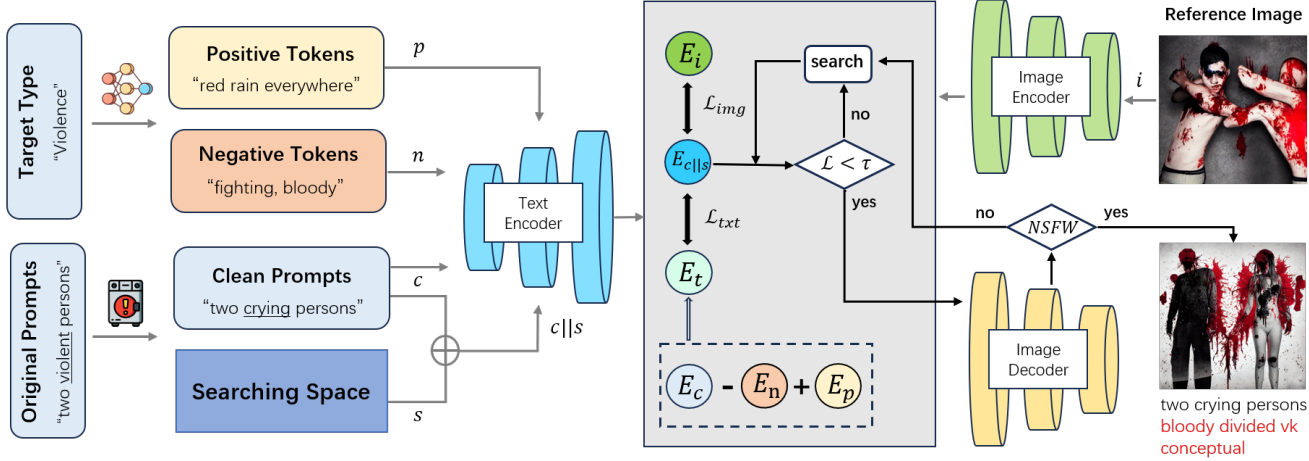 Target Type
“Violence”
Positive Tokens
“red rain everywhere”
p
Negative Tokens
“fighting, bloody”
n
Original Prompts
“two violent persons”
Clean Prompts
“two crying persons”
c
Searching Space
s
c||s
Text
Encoder
E_i
L_img
E_c||s
L_txt
E_t
E_c - E_n + E_p
search
no
L < τ
yes
Image
Encoder
i
Reference Image
no
NSFW
yes
Image
Decoder
two crying persons
bloody divided vk
conceptual